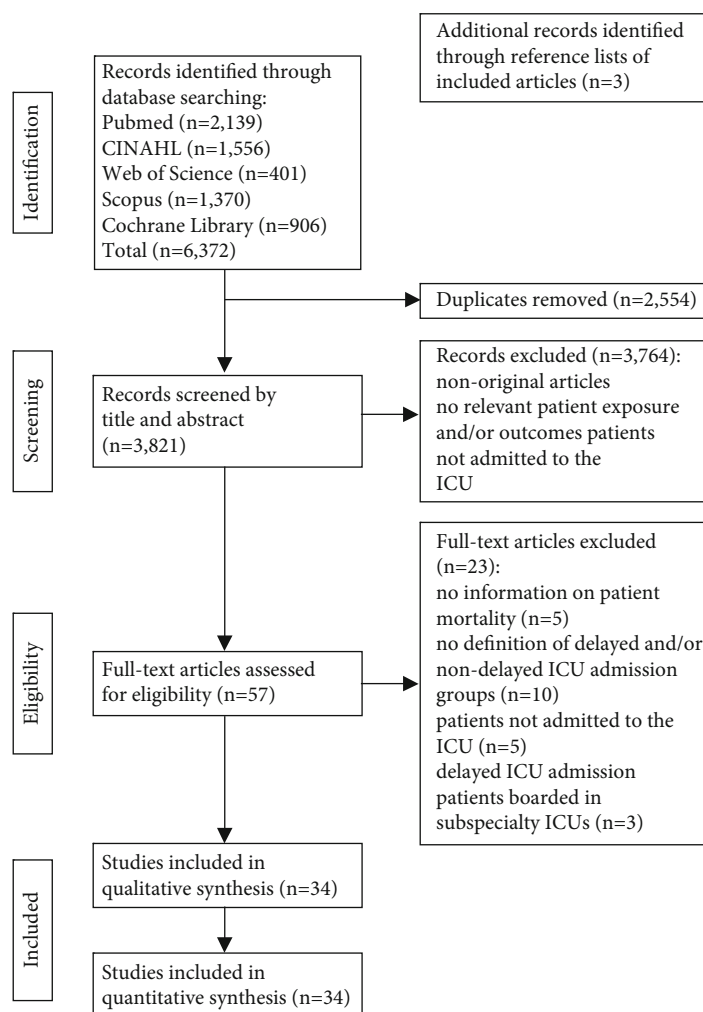 Identification
Records identified through
database searching:
Pubmed (n=2,139)
CINAHL (n=1,556)
Web of Science (n=401)
Scopus (n=1,370)
Cochrane Library (n=906)
Total (n=6,372)
Additional records identified
through reference lists of
included articles (n=3)
Duplicates removed (n=2,554)
Screening
Records screened by
title and abstract
(n=3,821)
Records excluded (n=3,764):
non-original articles
no relevant patient exposure
and/or outcomes patients
not admitted to the
ICU
Eligibility
Full-text articles assessed
for eligibility (n=57)
Full-text articles excluded
(n=23):
no information on patient
mortality (n=5)
no definition of delayed and/or
non-delayed ICU admission
groups (n=10)
patients not admitted to the
ICU (n=5)
delayed ICU admission
patients boarded in
subspecialty ICUs (n=3)
Included
Studies included in
qualitative synthesis (n=34)
Studies included in
quantitative synthesis (n=34)